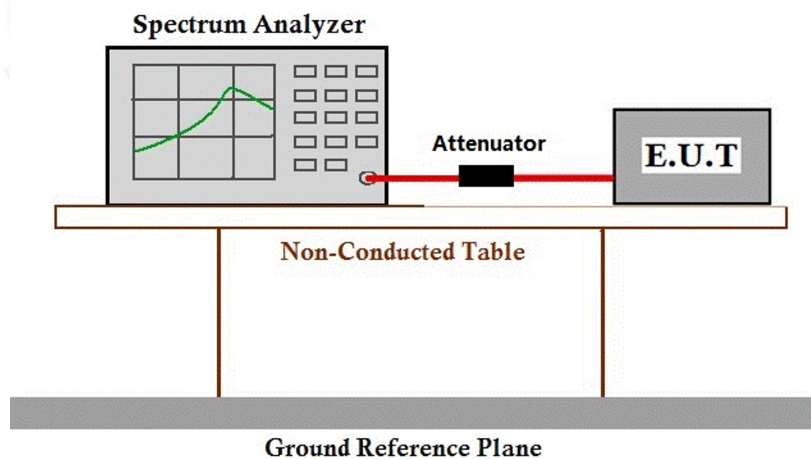 Spectrum Analyzer
Attenuator
E.U.T
Non-Conducted Table
Ground Reference Plane